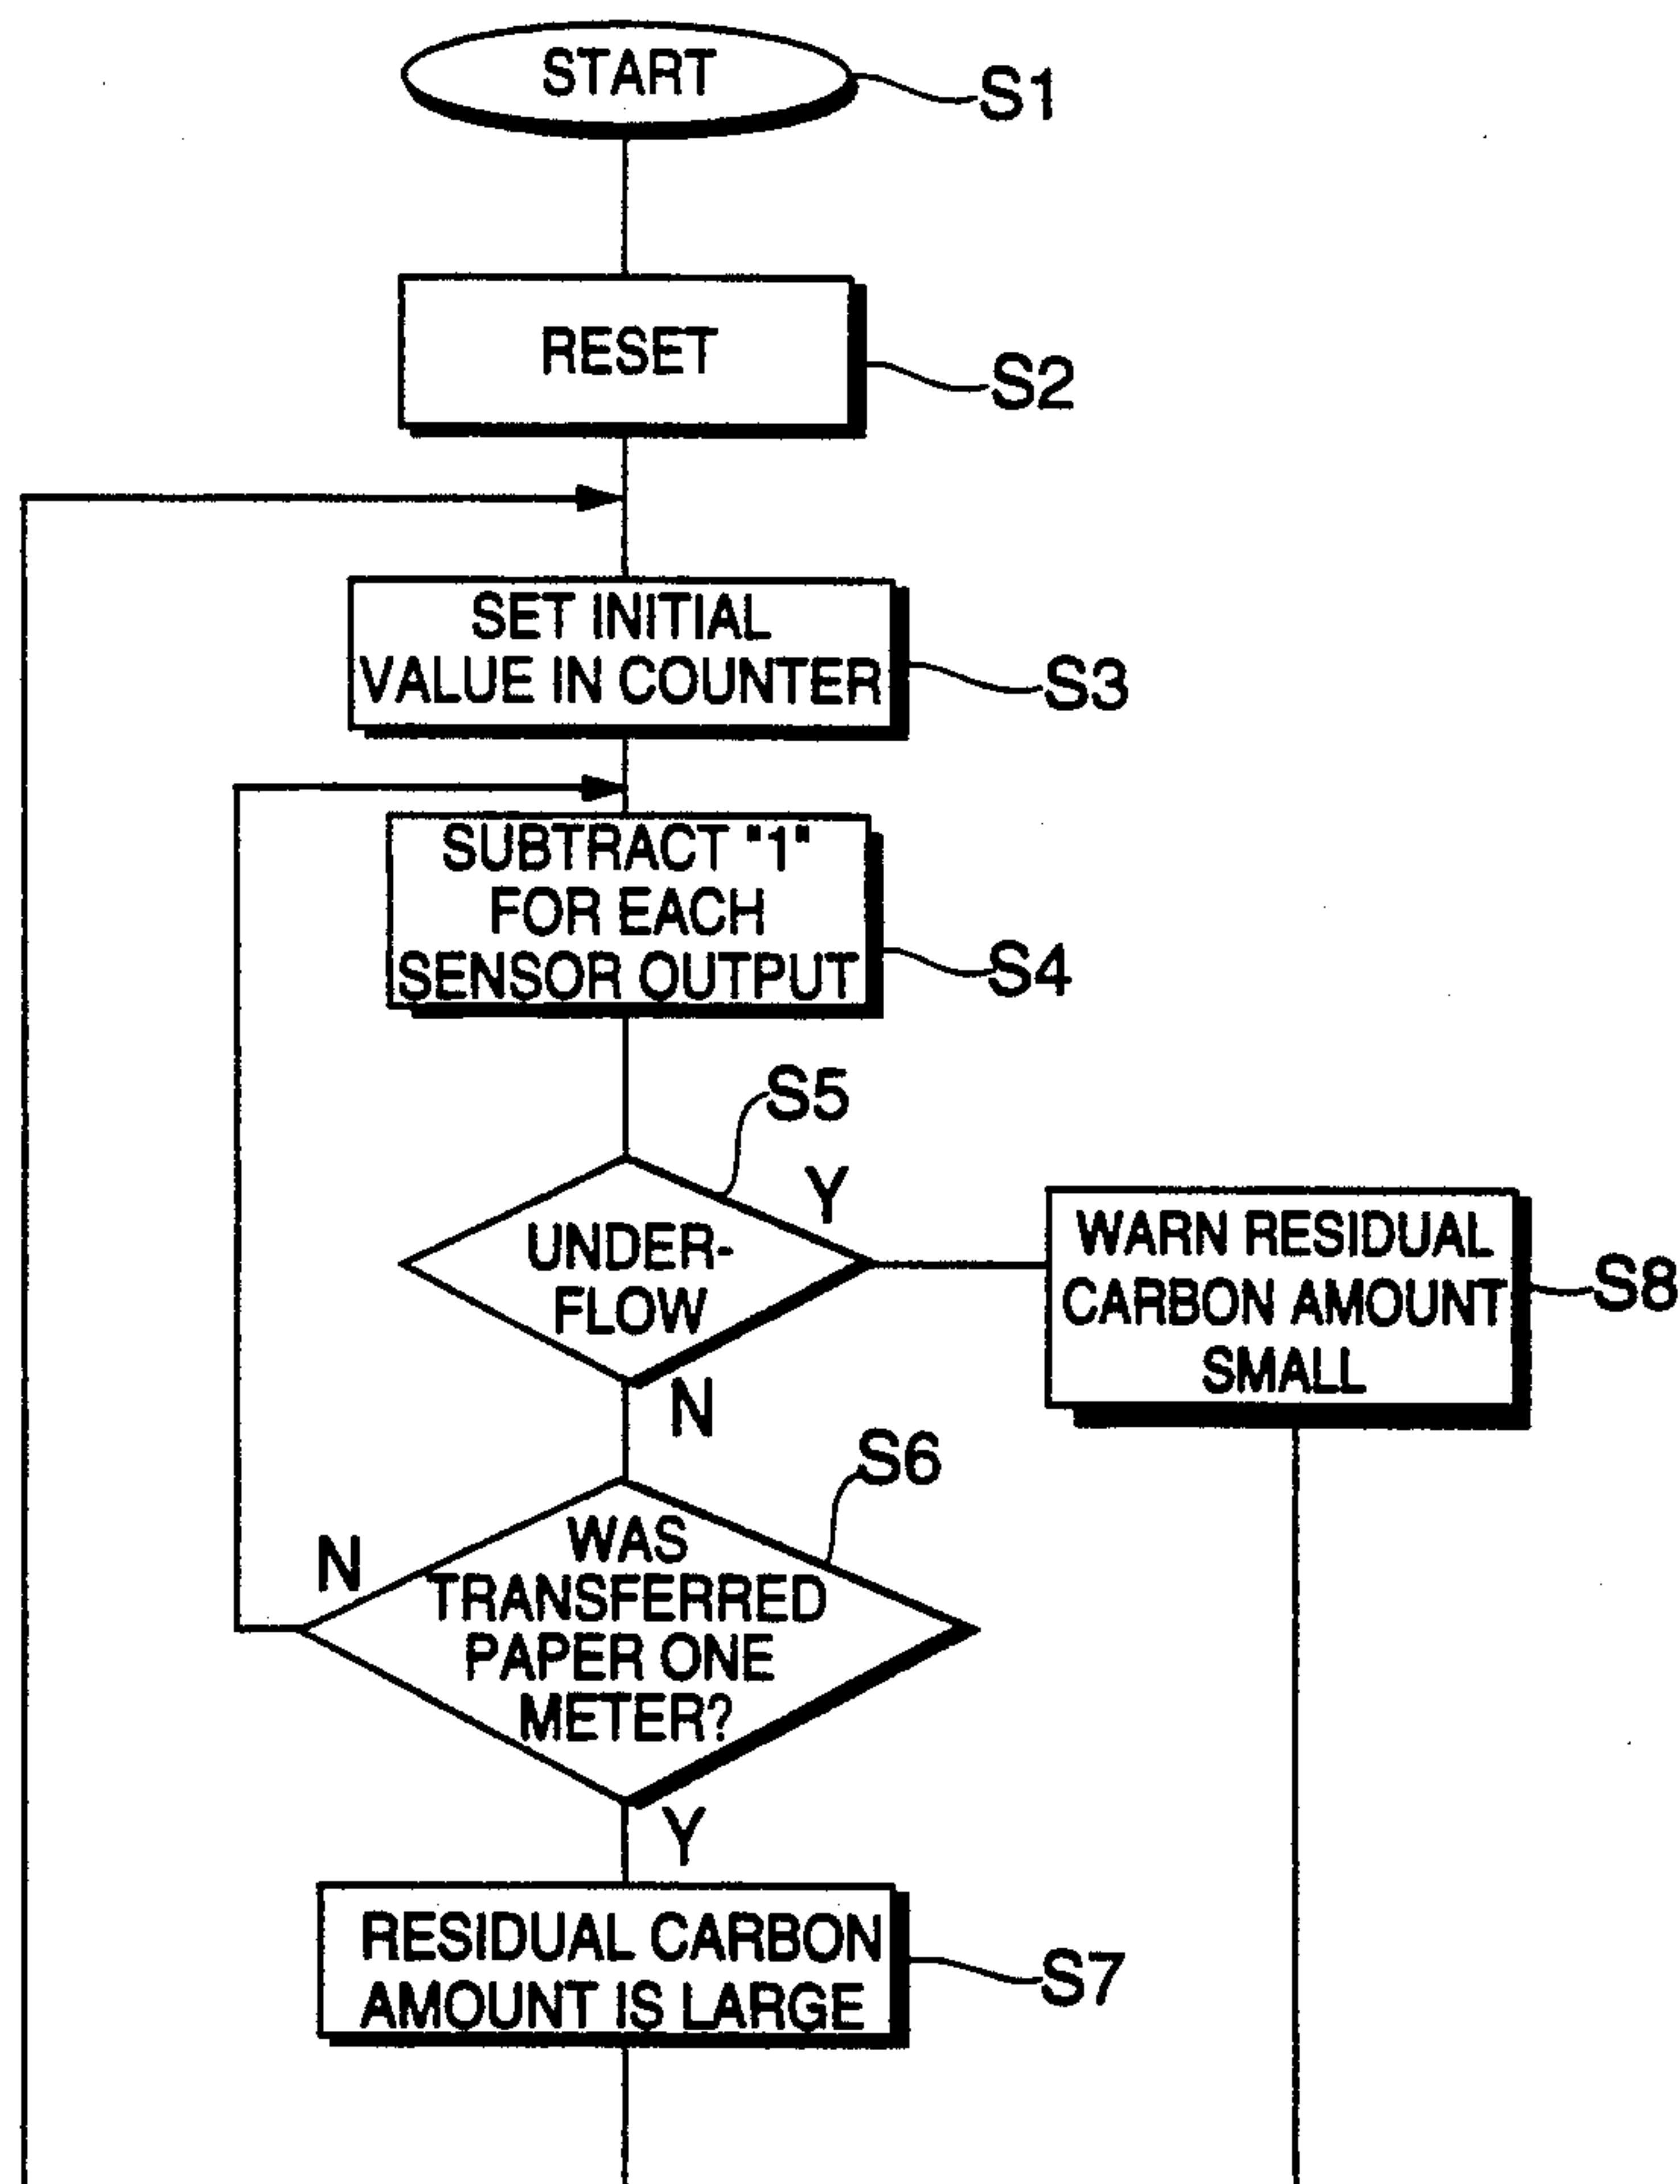 START
S1
RESET
S2
SET INITIAL
VALUE IN COUNTER
S3
SUBTRACT "1"
FOR EACH
SENSOR OUTPUT
S4
S5
Y
UNDER-
FLOW
N
WARN RESIDUAL
CARBON AMOUNT
SMALL
S8
S6
N
WAS
TRANSFERRED
PAPER ONE
METER?
Y
RESIDUAL CARBON
AMOUNT IS LARGE
S7